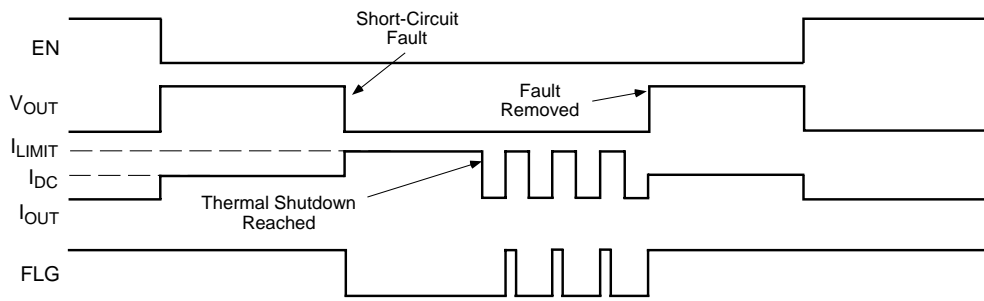 Short-Circuit
Fault
EN
Fault
Removed
VOUT
ILIMIT
IDC
Thermal Shutdown
Reached
IOUT
FLG